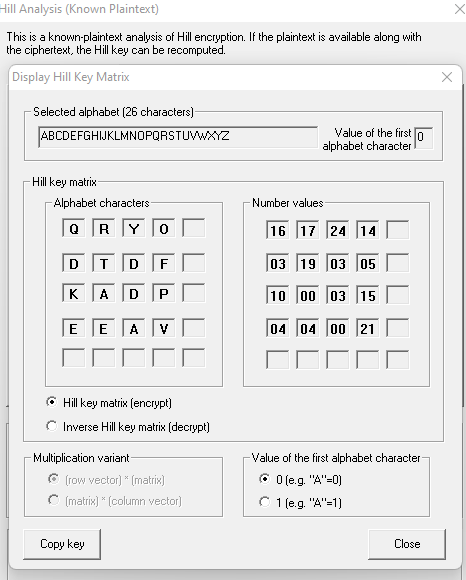 Hill Analysis (Known Plaintext)
This is a known-plaintext analysis of Hill encryption. If the plaintext is available along with
the ciphertext, the Hill key can be recomputed.
Display Hill Key Matrix
Selected alphabet (26 characters)
ABCDEFGHIJKLMNOPQRSTUVWXYZ
Value of the first
alphabet character
0
Hill key matrix
Alphabet characters
Q R Y O
D T D F
K A D P
E E A V
Number values
16 17 24 14
03 19 03 05
10 00 03 15
04 04 00 21
Hill key matrix (encrypt)
Inverse Hill key matrix (decrypt)
Multiplication variant
(row vector) * (matrix)
(matrix) * (column vector)
Value of the first alphabet character
0 (e.g. "A"=0)
1 (e.g. "A"=1)
Copy key
Close